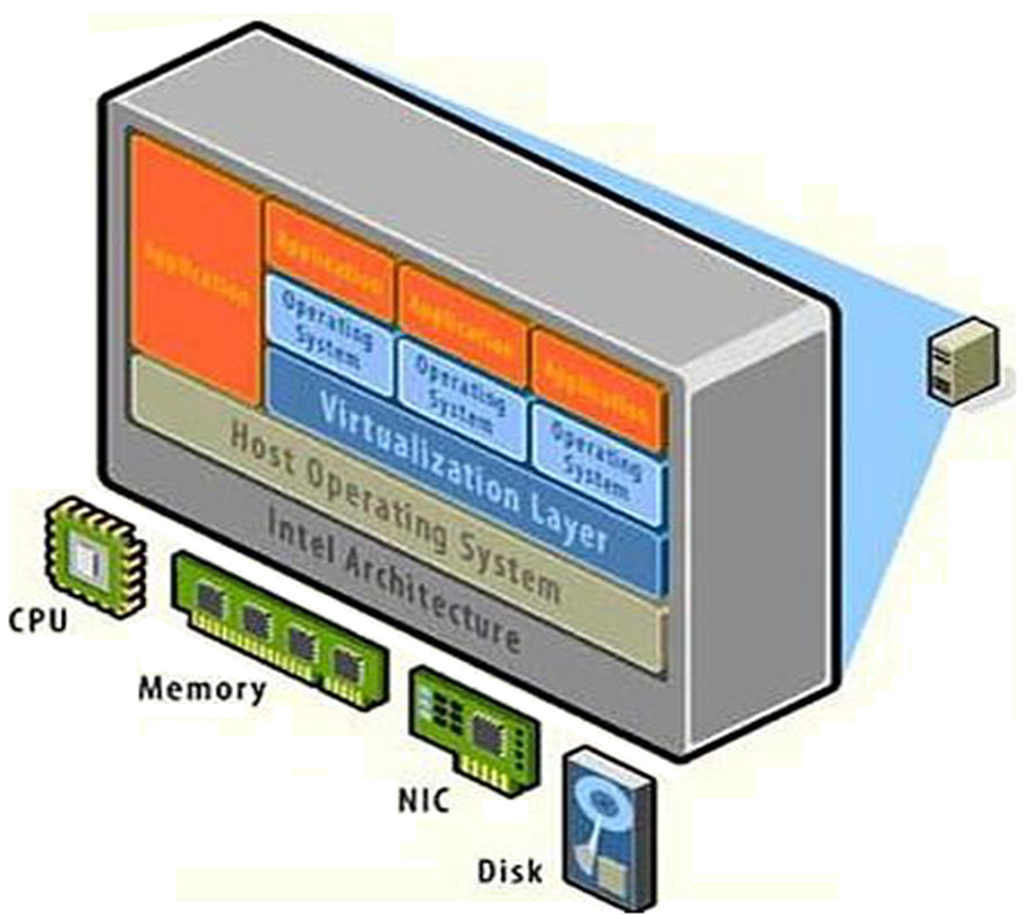 Application
Application
Application
Application
Operating
System
Operating
System
Operating
System
Virtualization Layer
Host Operating System
Intel Architecture
CPU
Memory
NIC
Disk